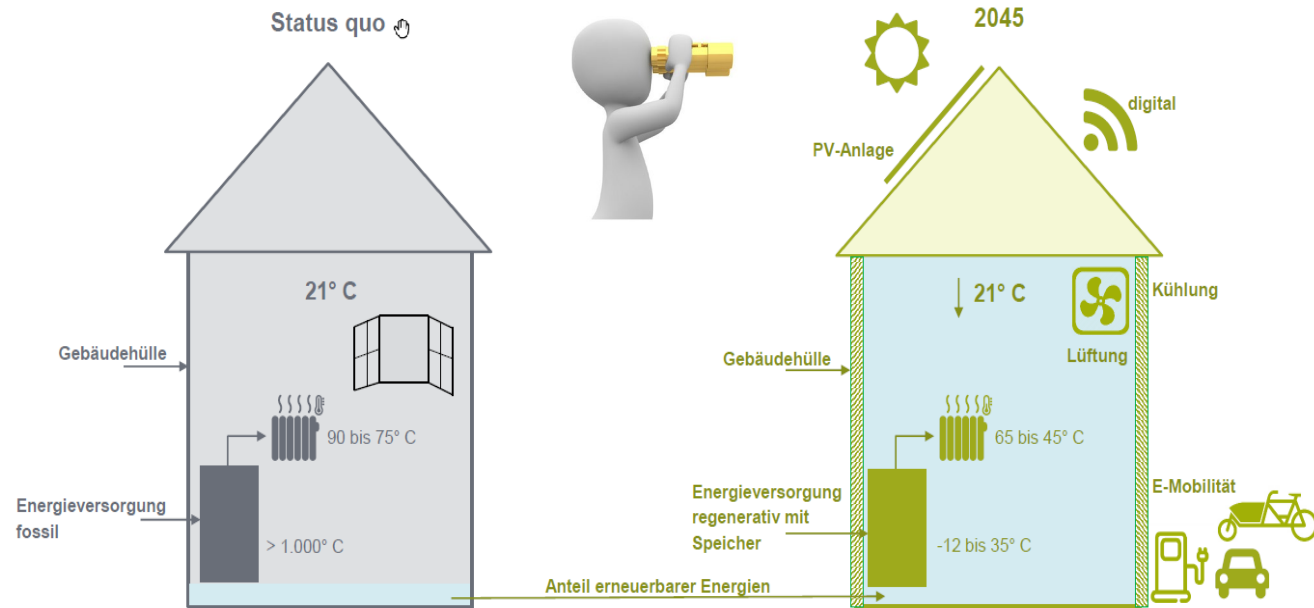 Status quo
2045
digital
PV-Anlage
21° C
21° C
Kühlung
Gebäudehülle
Gebäudehülle
Lüftung
90 bis 75° C
65 bis 45° C
Energieversorgung
fossil
Energieversorgung
regenerativ mit
Speicher
E-Mobilität
> 1.000° C
-12 bis 35° C
Anteil erneuerbarer Energien